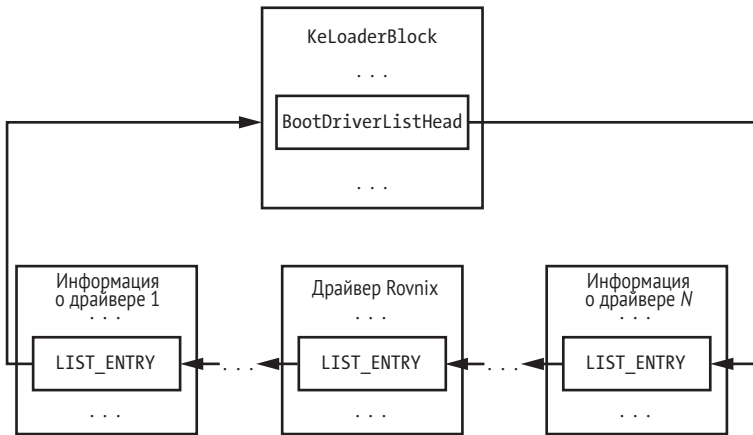 KeLoaderBlock
. . .
BootDriverListHead
. . .
Информация
о драйвере 1
. . .
LIST_ENTRY
. . .
. . .
Драйвер Rovnix
. . .
LIST_ENTRY
. . .
. . .
Информация
о драйвере N
. . .
LIST_ENTRY
. . .